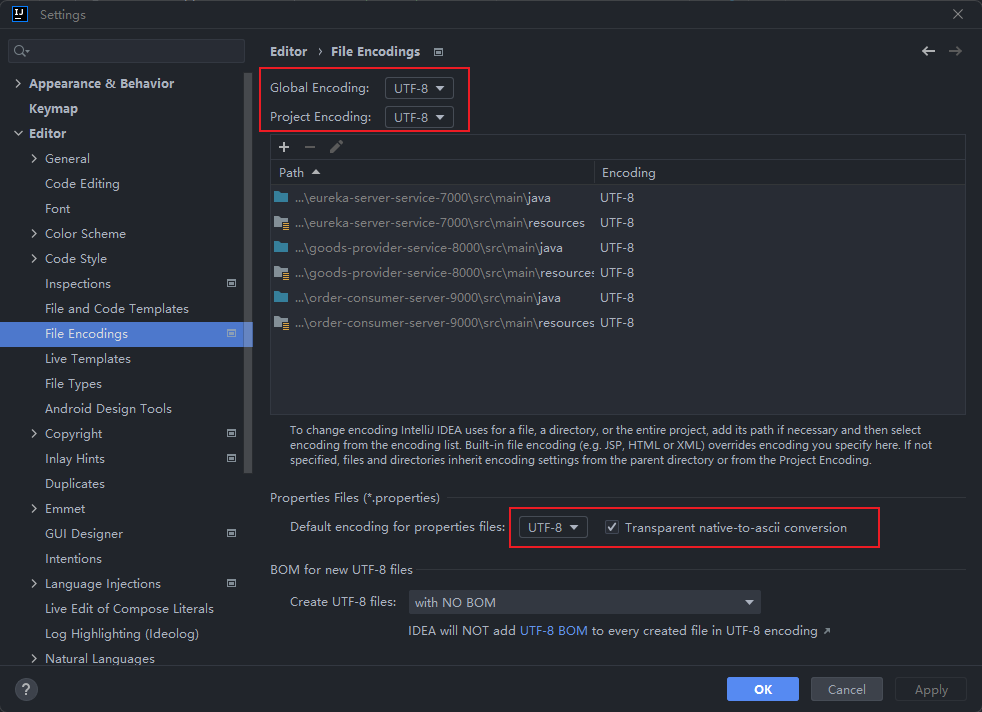 IJ
Settings
Editor › File Encodings
Appearance & Behavior
Keymap
Editor
General
Code Editing
Font
Color Scheme
Code Style
Inspections
File and Code Templates
File Encodings
Live Templates
File Types
Android Design Tools
Copyright
Inlay Hints
Duplicates
Emmet
GUI Designer
Intentions
Language Injections
Live Edit of Compose Literals
Log Highlighting (Ideolog)
Natural Languages
Global Encoding: UTF-8
Project Encoding: UTF-8
Path Encoding
...\eureka-server-service-7000\src\main\java UTF-8
...\eureka-server-service-7000\src\main\resources UTF-8
...\goods-provider-service-8000\src\main\java UTF-8
...\goods-provider-service-8000\src\main\resources UTF-8
...\order-consumer-server-9000\src\main\java UTF-8
...\order-consumer-server-9000\src\main\resources UTF-8
To change encoding IntelliJ IDEA uses for a file, a directory, or the entire project, add its path if necessary and then select
encoding from the encoding list. Built-in file encoding (e.g. JSP, HTML or XML) overrides encoding you specify here. If not
specified, files and directories inherit encoding settings from the parent directory or from the Project Encoding.
Properties Files (*.properties)
Default encoding for properties files: UTF-8 Transparent native-to-ascii conversion
BOM for new UTF-8 files
Create UTF-8 files: with NO BOM
IDEA will NOT add UTF-8 BOM to every created file in UTF-8 encoding ↗
?
OK
Cancel
Apply